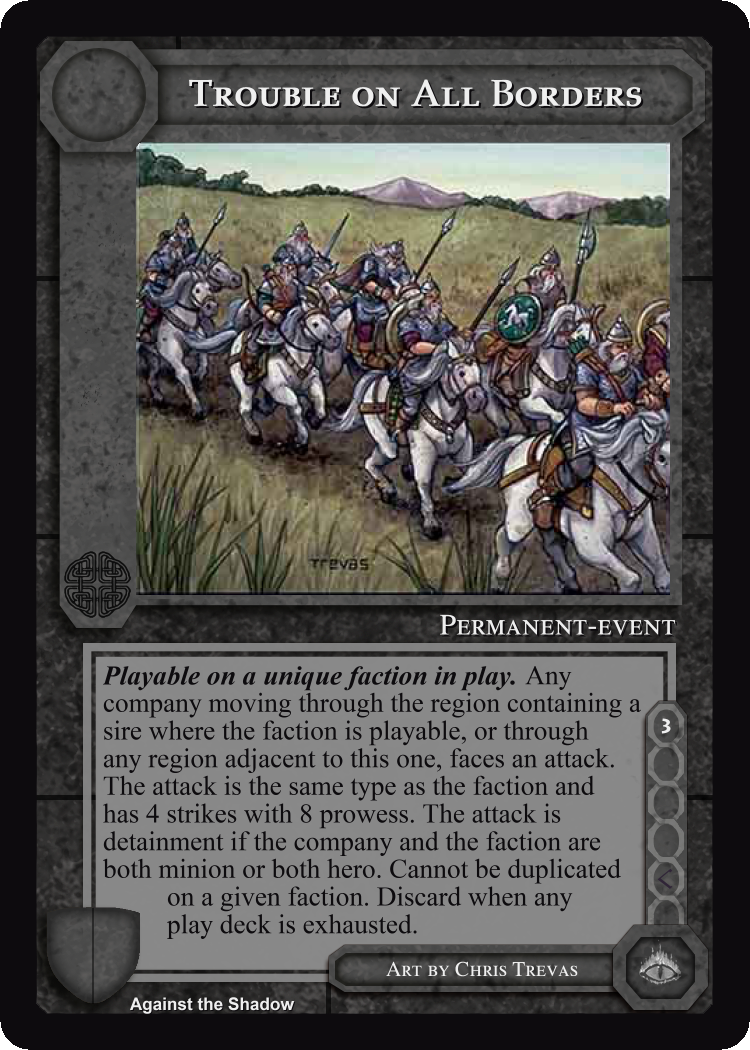 Trouble on All Borders
TREVAS
Permanent-event
Playable on a unique faction in play. Any
company moving through the region containing a
sire where the faction is playable, or through
any region adjacent to this one, faces an attack.
The attack is the same type as the faction and
has 4 strikes with 8 prowess. The attack is
detainment if the company and the faction are
both minion or both hero. Cannot be duplicated
on a given faction. Discard when any
play deck is exhausted.
3
Art by Chris Trevas
Against the Shadow